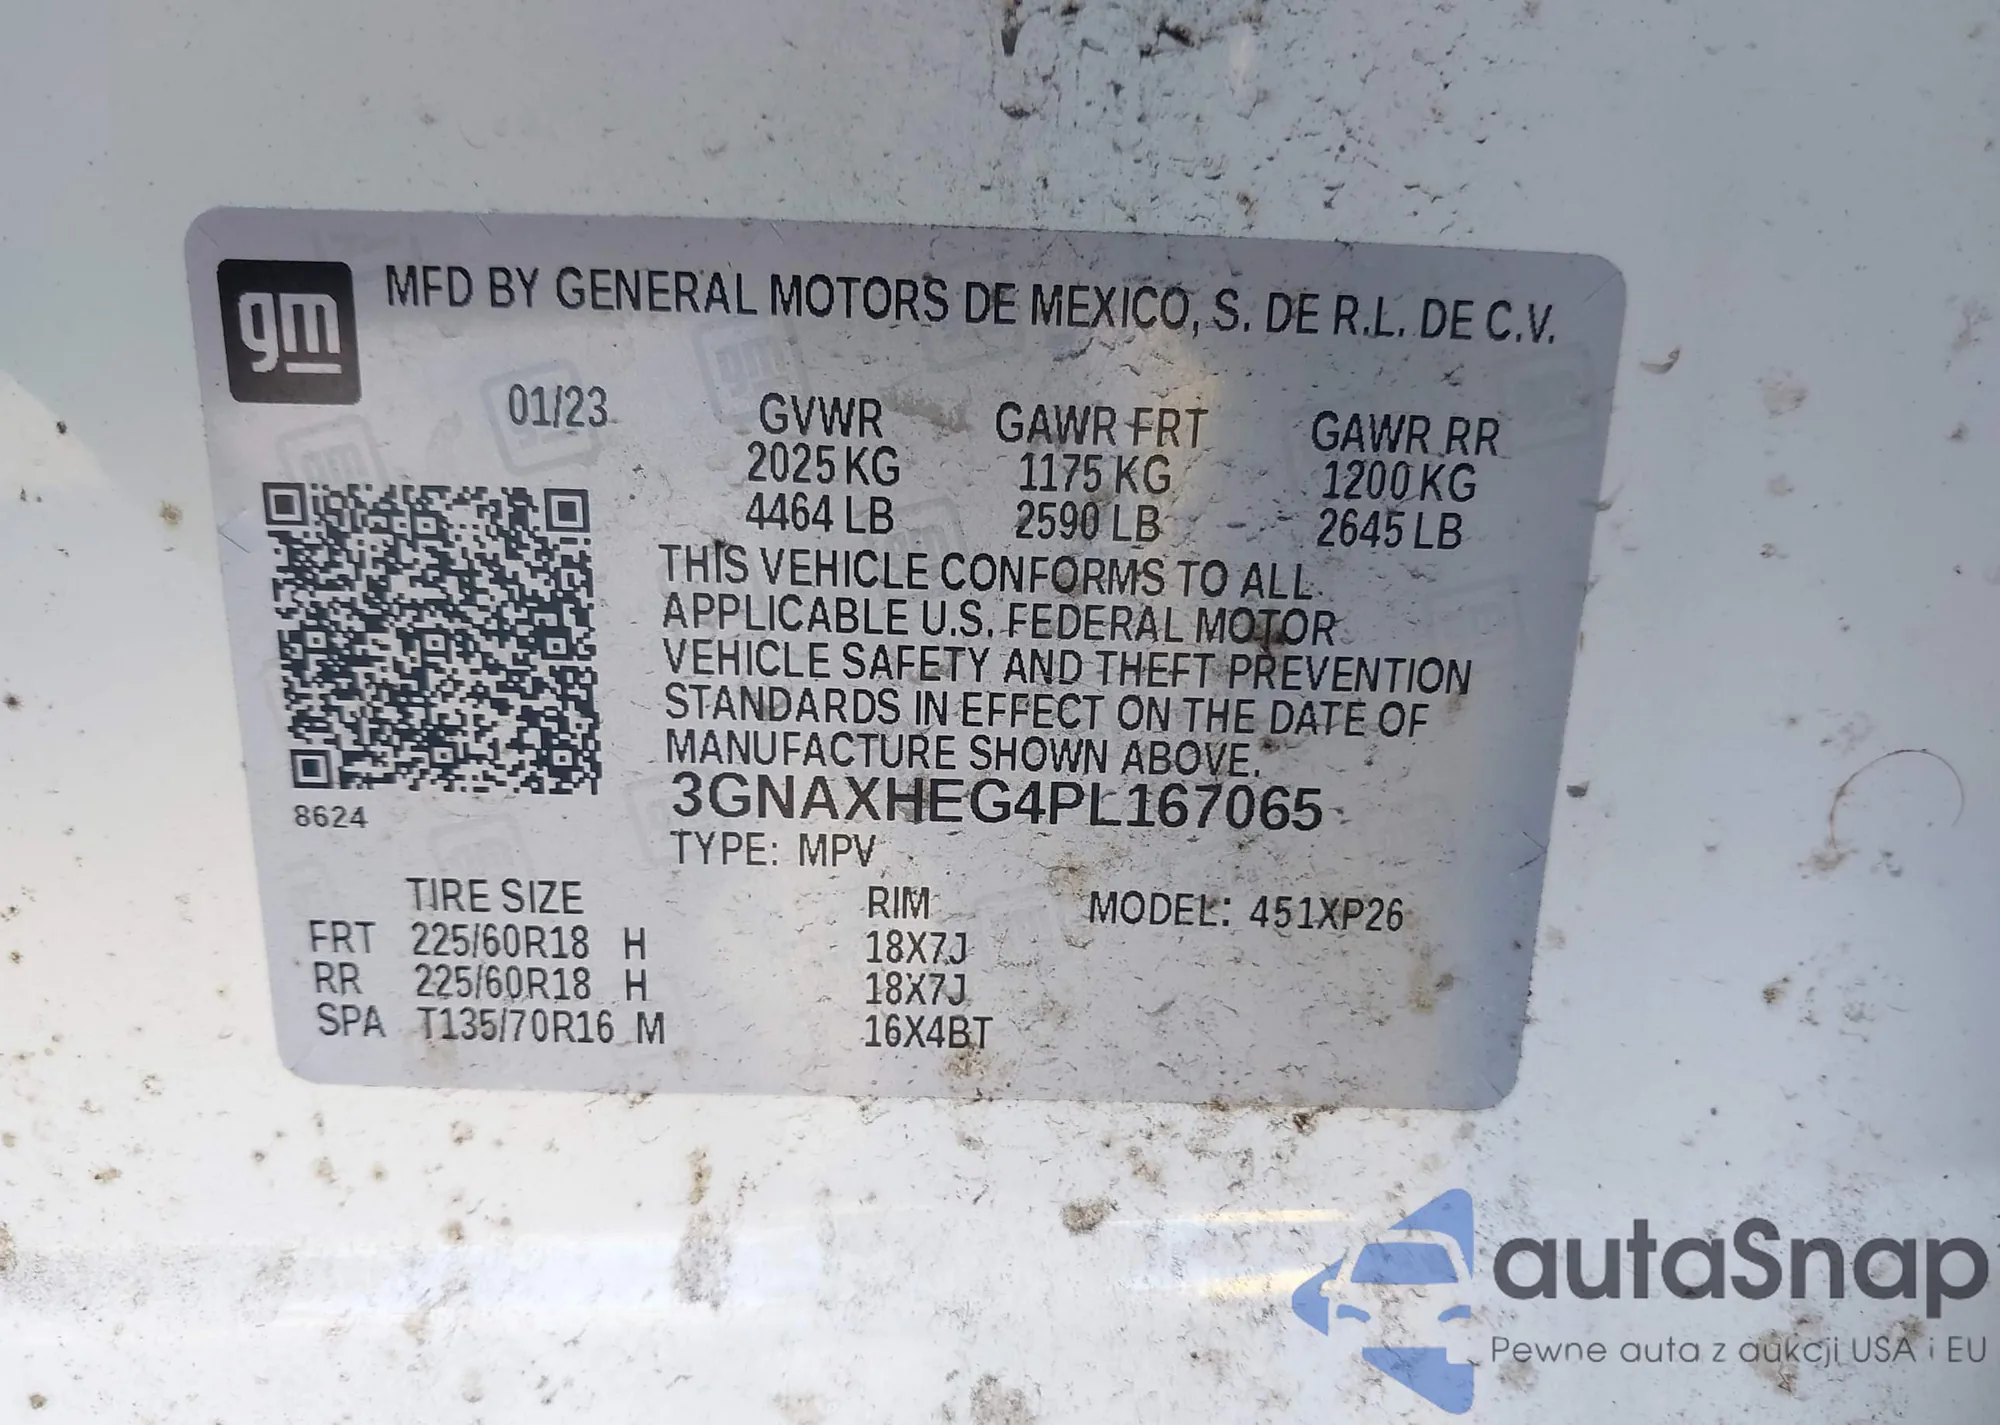 gm
MFD BY GENERAL MOTORS DE MEXICO, S. DE R.L. DE C.V.
01/23 GVWR GAWR FRT GAWR RR
2025 KG 1175 KG 1200 KG
4464 LB 2590 LB 2645 LB
THIS VEHICLE CONFORMS TO ALL
APPLICABLE U.S. FEDERAL MOTOR
VEHICLE SAFETY AND THEFT PREVENTION
STANDARDS IN EFFECT ON THE DATE OF
MANUFACTURE SHOWN ABOVE.
3GNAXHEG4PL167065
8624
TYPE: MPV
TIRE SIZE RIM MODEL: 451XP26
FRT 225/60R18 H 18X7J
RR 225/60R18 H 18X7J
SPA T135/70R16 M 16X4BT
autaSnap
Pewne auta z aukcji USA i EU